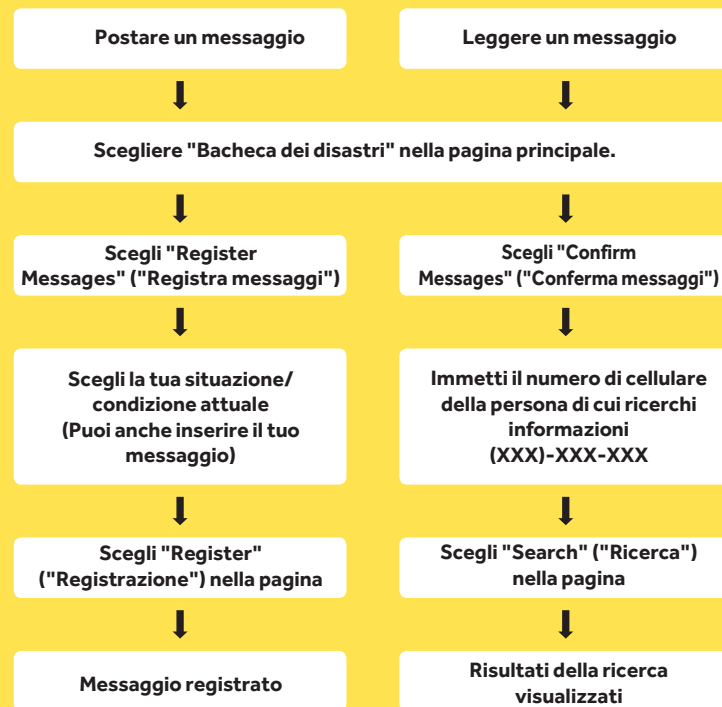 Postare un messaggio
Leggere un messaggio
Scegliere "Bacheca dei disastri" nella pagina principale.
Scegli "Register
Messages" ("Registra messaggi")
Scegli "Confirm
Messages" ("Conferma messaggi")
Scegli la tua situazione/
condizione attuale
(Puoi anche inserire il tuo
messaggio)
Immetti il numero di cellulare
della persona di cui ricerchi
informazioni
(XXX)-XXX-XXX
Scegli "Register"
("Registrazione") nella pagina
Scegli "Search" ("Ricerca")
nella pagina
Messaggio registrato
Risultati della ricerca
visualizzati